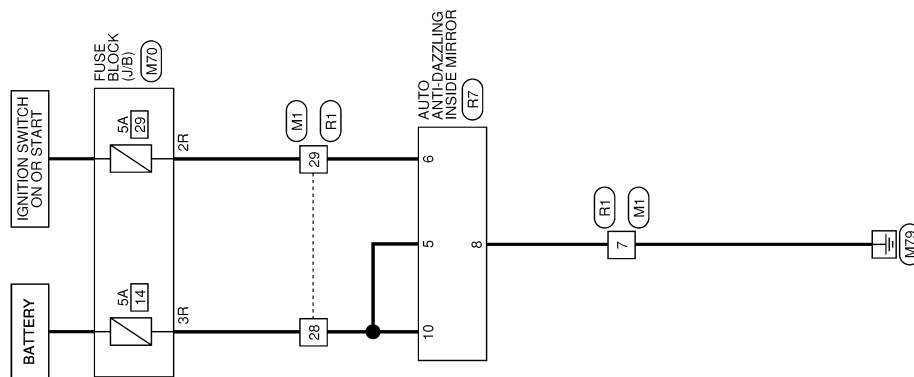 BATTERY
IGNITION SWITCH
ON OR START
5A
14
5A
29
FUSE
BLOCK
(J/B)
M70
3R
2R
28
29
M1
R1
10
5
6
8
AUTO
ANTI-DAZZLING
INSIDE MIRROR
R7
7
R1
M1
M79